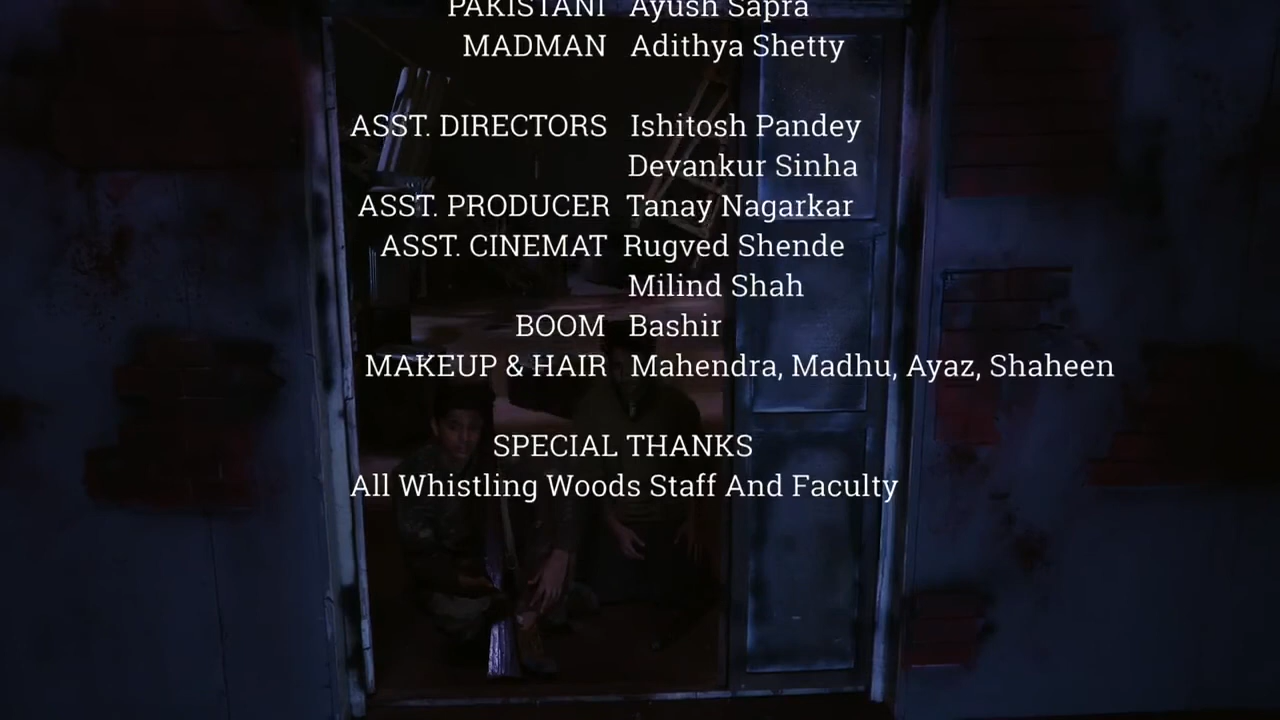 PAKISTANI Ayush Sapra
MADMAN Adithya Shetty
ASST. DIRECTORS Ishitosh Pandey
Devankur Sinha
ASST. PRODUCER Tanay Nagarkar
ASST. CINEMAT Rugved Shende
Milind Shah
BOOM Bashir
MAKEUP & HAIR Mahendra, Madhu, Ayaz, Shaheen
SPECIAL THANKS
All Whistling Woods Staff And Faculty